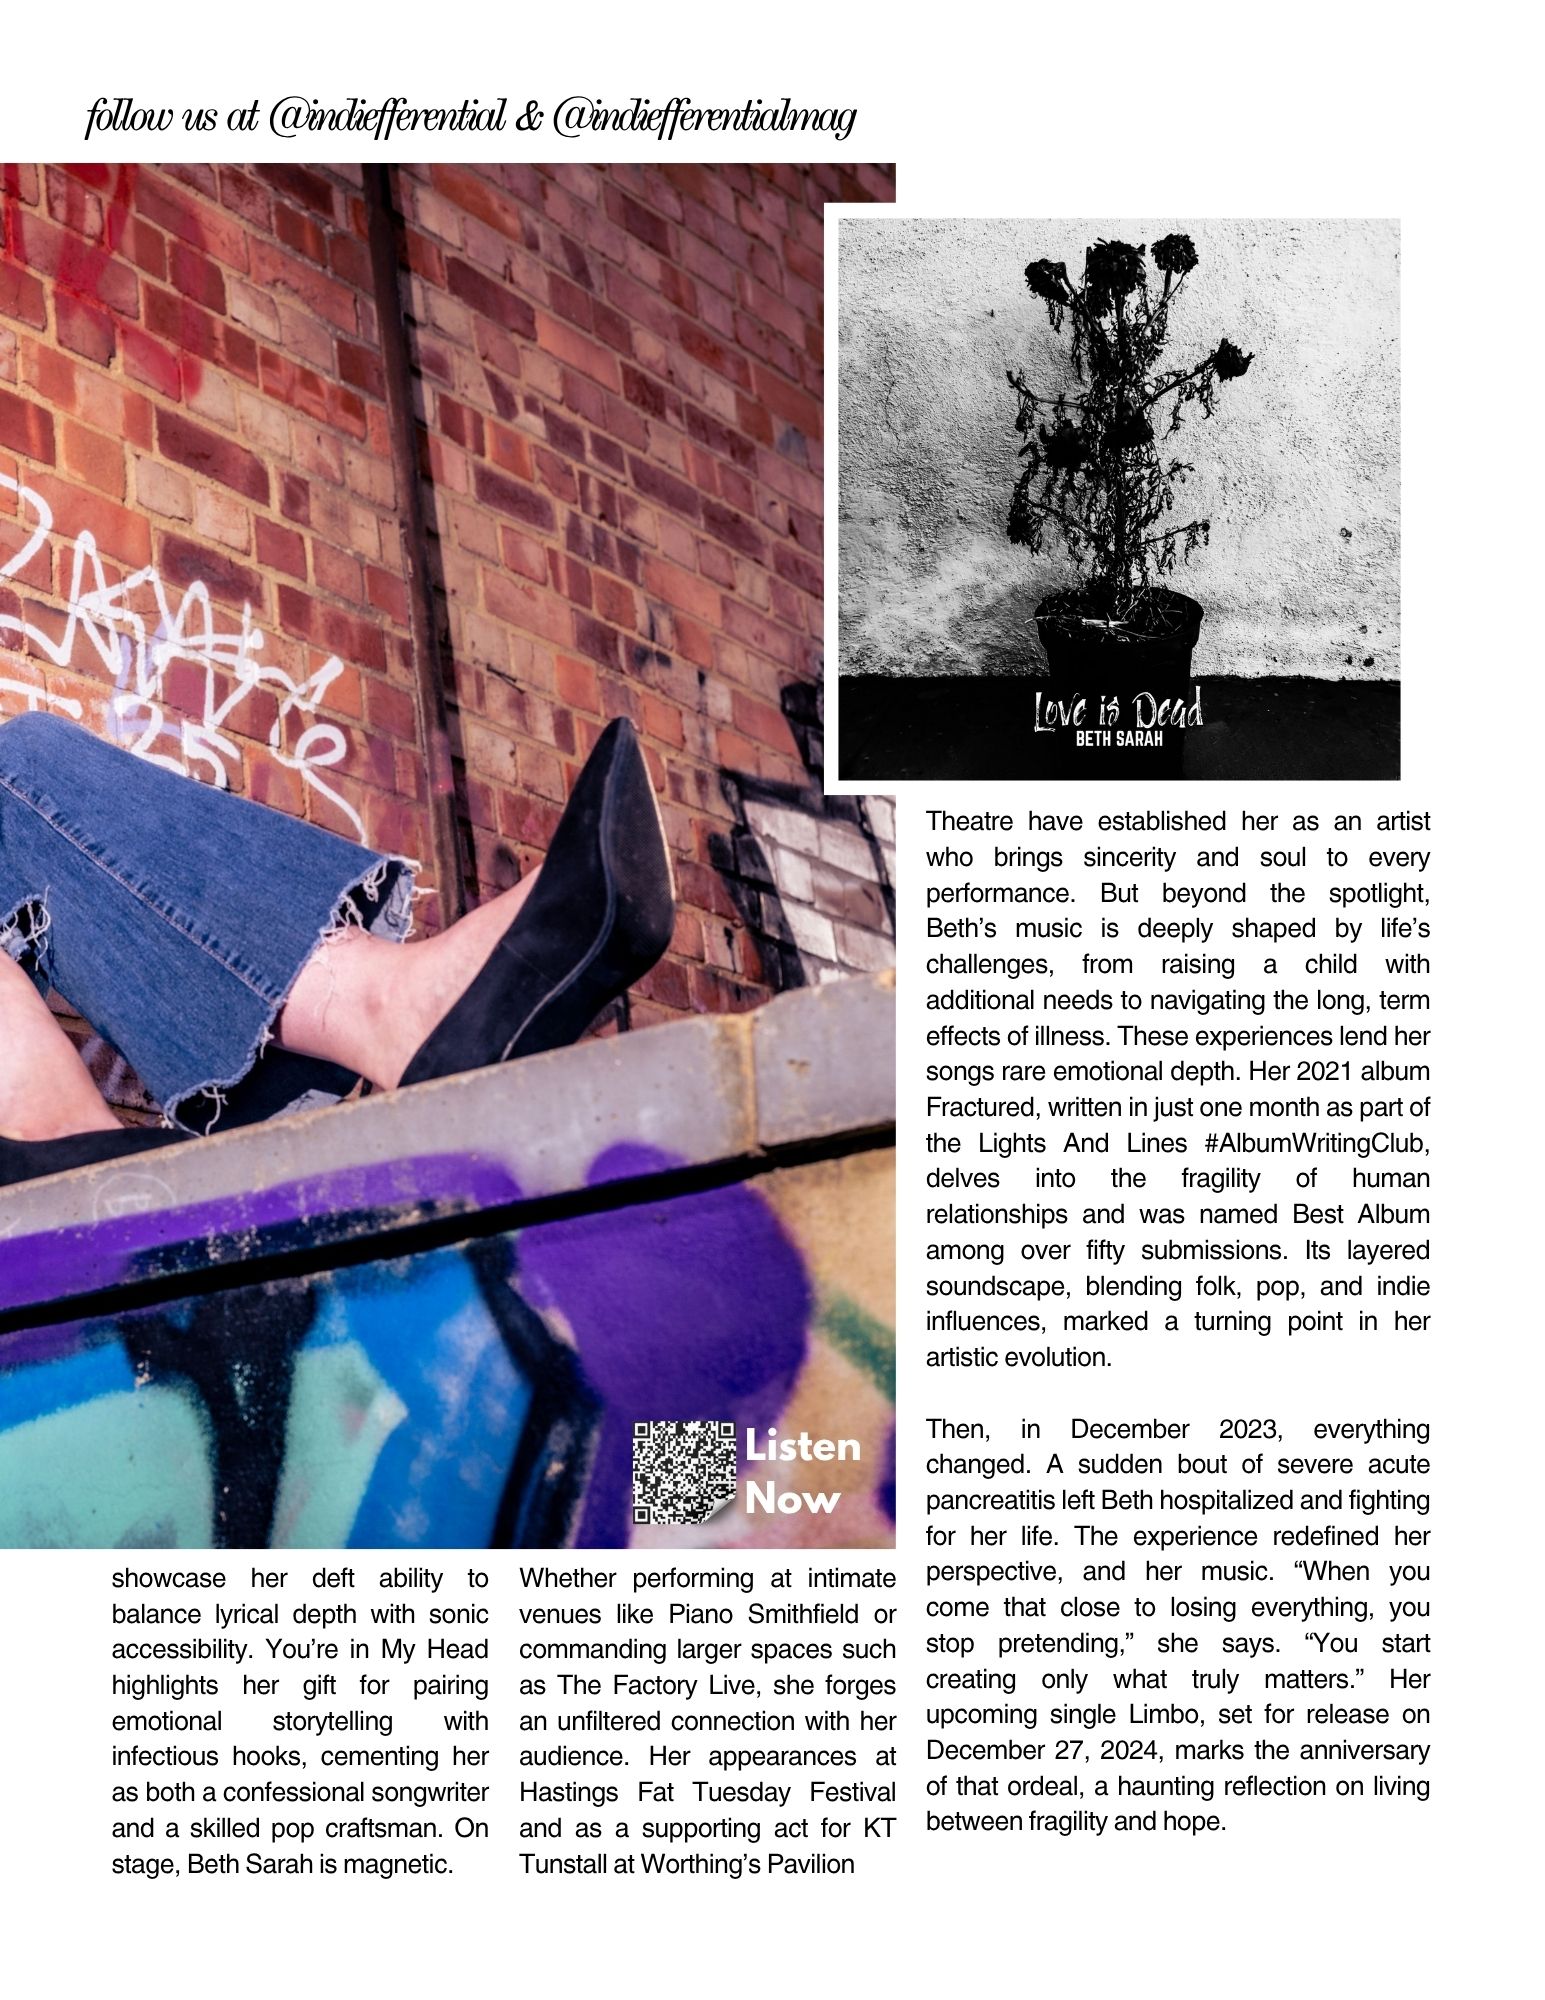 follow us at @indiefferential & @indiefferentialmag
Love is Dead
BETH SARAH
Listen
Now
showcase her deft ability to
balance lyrical depth with sonic
accessibility. You’re in My Head
highlights her gift for pairing
emotional storytelling with
infectious hooks, cementing her
as both a confessional songwriter
and a skilled pop craftsman. On
stage, Beth Sarah is magnetic.
Whether performing at intimate
venues like Piano Smithfield or
commanding larger spaces such
as The Factory Live, she forges
an unfiltered connection with her
audience. Her appearances at
Hastings Fat Tuesday Festival
and as a supporting act for KT
Tunstall at Worthing’s Pavilion
Theatre have established her as an artist
who brings sincerity and soul to every
performance. But beyond the spotlight,
Beth’s music is deeply shaped by life’s
challenges, from raising a child with
additional needs to navigating the long, term
effects of illness. These experiences lend her
songs rare emotional depth. Her 2021 album
Fractured, written in just one month as part of
the Lights And Lines #AlbumWritingClub,
delves into the fragility of human
relationships and was named Best Album
among over fifty submissions. Its layered
soundscape, blending folk, pop, and indie
influences, marked a turning point in her
artistic evolution.
Then, in December 2023, everything
changed. A sudden bout of severe acute
pancreatitis left Beth hospitalized and fighting
for her life. The experience redefined her
perspective, and her music. “When you
come that close to losing everything, you
stop pretending,” she says. “You start
creating only what truly matters.” Her
upcoming single Limbo, set for release on
December 27, 2024, marks the anniversary
of that ordeal, a haunting reflection on living
between fragility and hope.